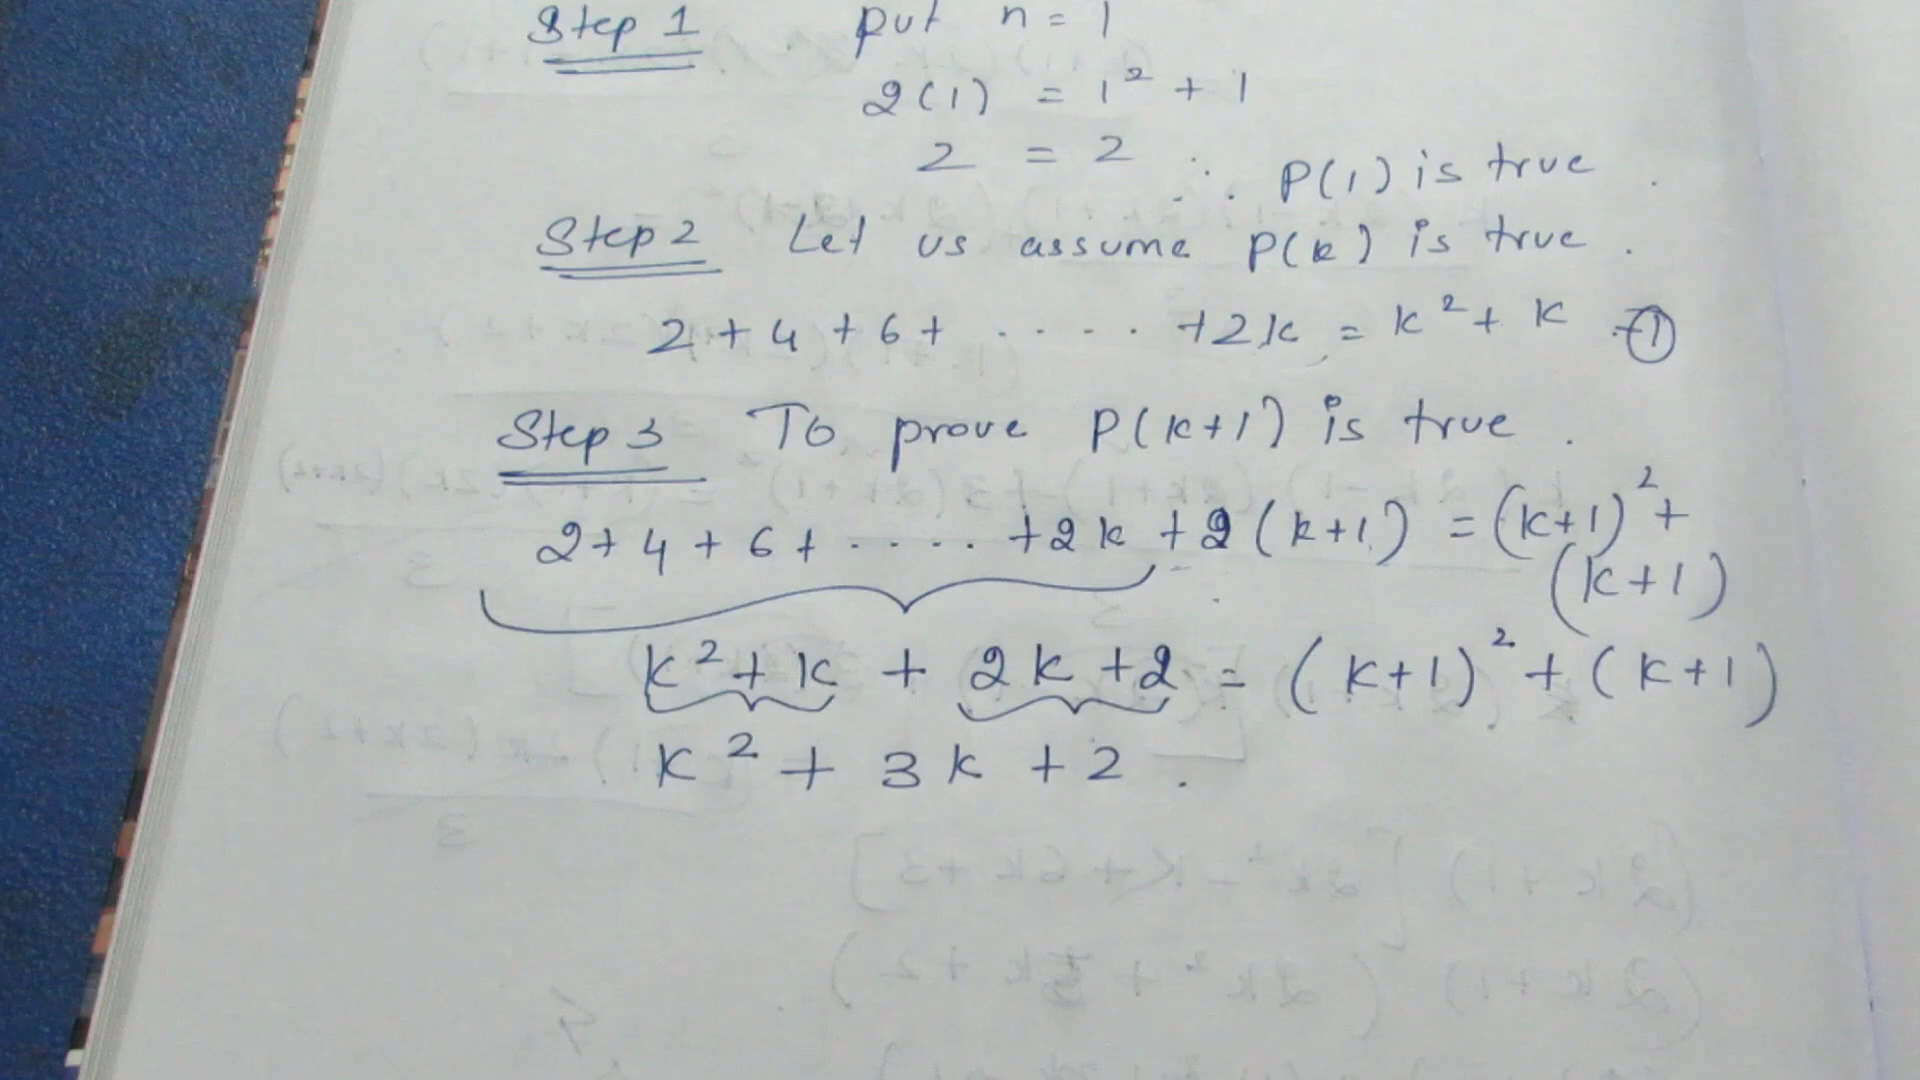 Step 1 put n = 1
2(1) = 1² + 1
2 = 2 ∴ P(1) is true.
Step 2 Let us assume P(k) is true.
2 + 4 + 6 + ..... + 2k = k² + k -①
Step 3 To prove P(k+1) is true.
2 + 4 + 6 + ..... + 2k + 2(k+1) = (k+1)² +
(k+1)
k² + k + 2k + 2 = (k+1)² + (k+1)
k² + 3k + 2.